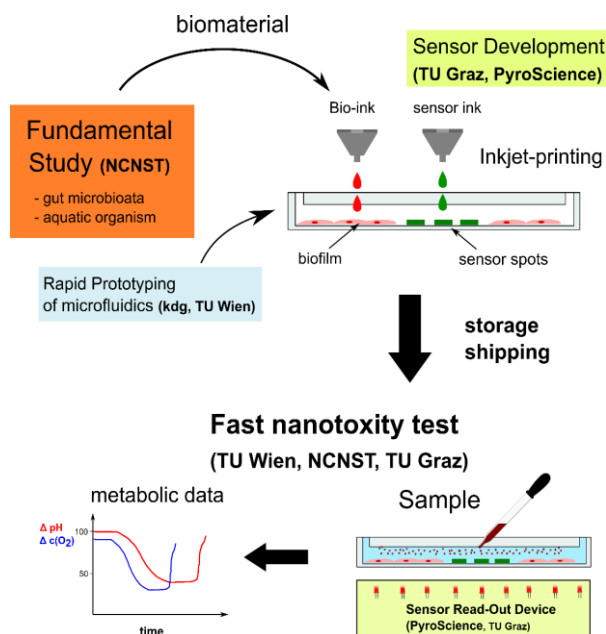 biomaterial
Sensor Development
(TU Graz, PyroScience)
Bio-ink
sensor ink
Fundamental
Study (NCNST)
- gut microbioata
- aquatic organism
Inkjet-printing
biofilm
sensor spots
Rapid Prototyping
of microfluidics (kdg, TU Wien)
storage
shipping
Fast nanotoxity test
(TU Wien, NCNST, TU Graz)
metabolic data
Sample
Δ pH
Δ c(O₂)
100
50
time
Sensor Read-Out Device
(PyroScience, TU Graz)